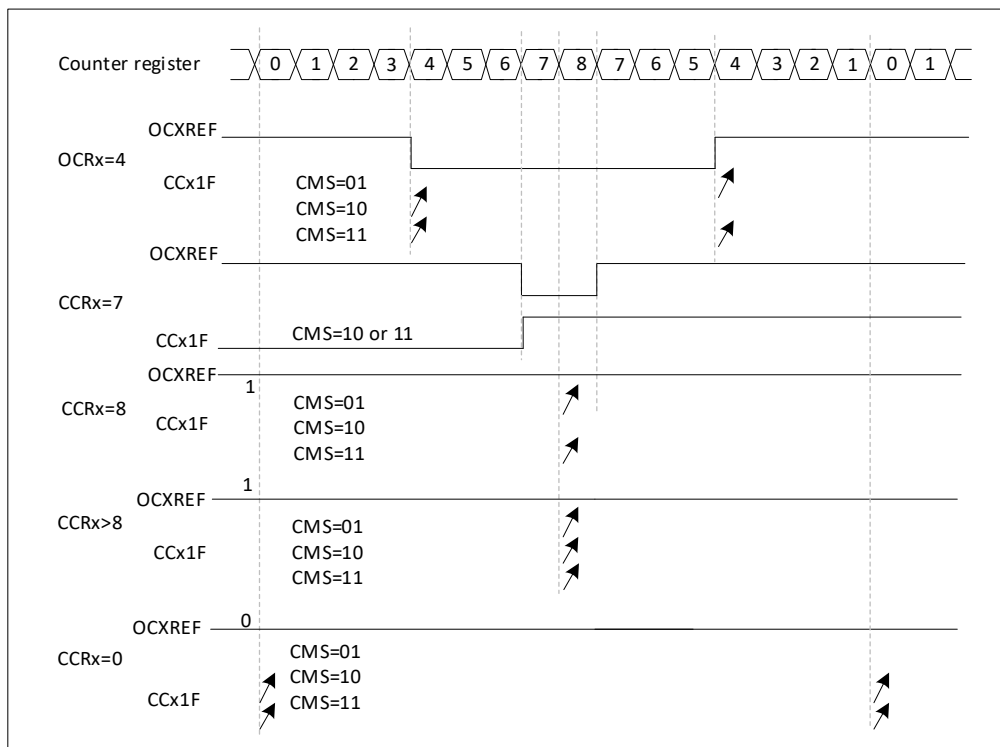 Counter register 0 1 2 3 4 5 6 7 8 7 6 5 4 3 2 1 0 1
OCXREF
OCRx=4
CCx1F CMS=01
CMS=10
CMS=11
OCXREF
CCRx=7
CCx1F CMS=10 or 11
OCXREF 1
CCRx=8
CMS=01
CCx1F CMS=10
CMS=11
OCXREF 1
CCRx>8
CMS=01
CCx1F CMS=10
CMS=11
OCXREF 0
CCRx=0
CMS=01
CMS=10
CCx1F CMS=11